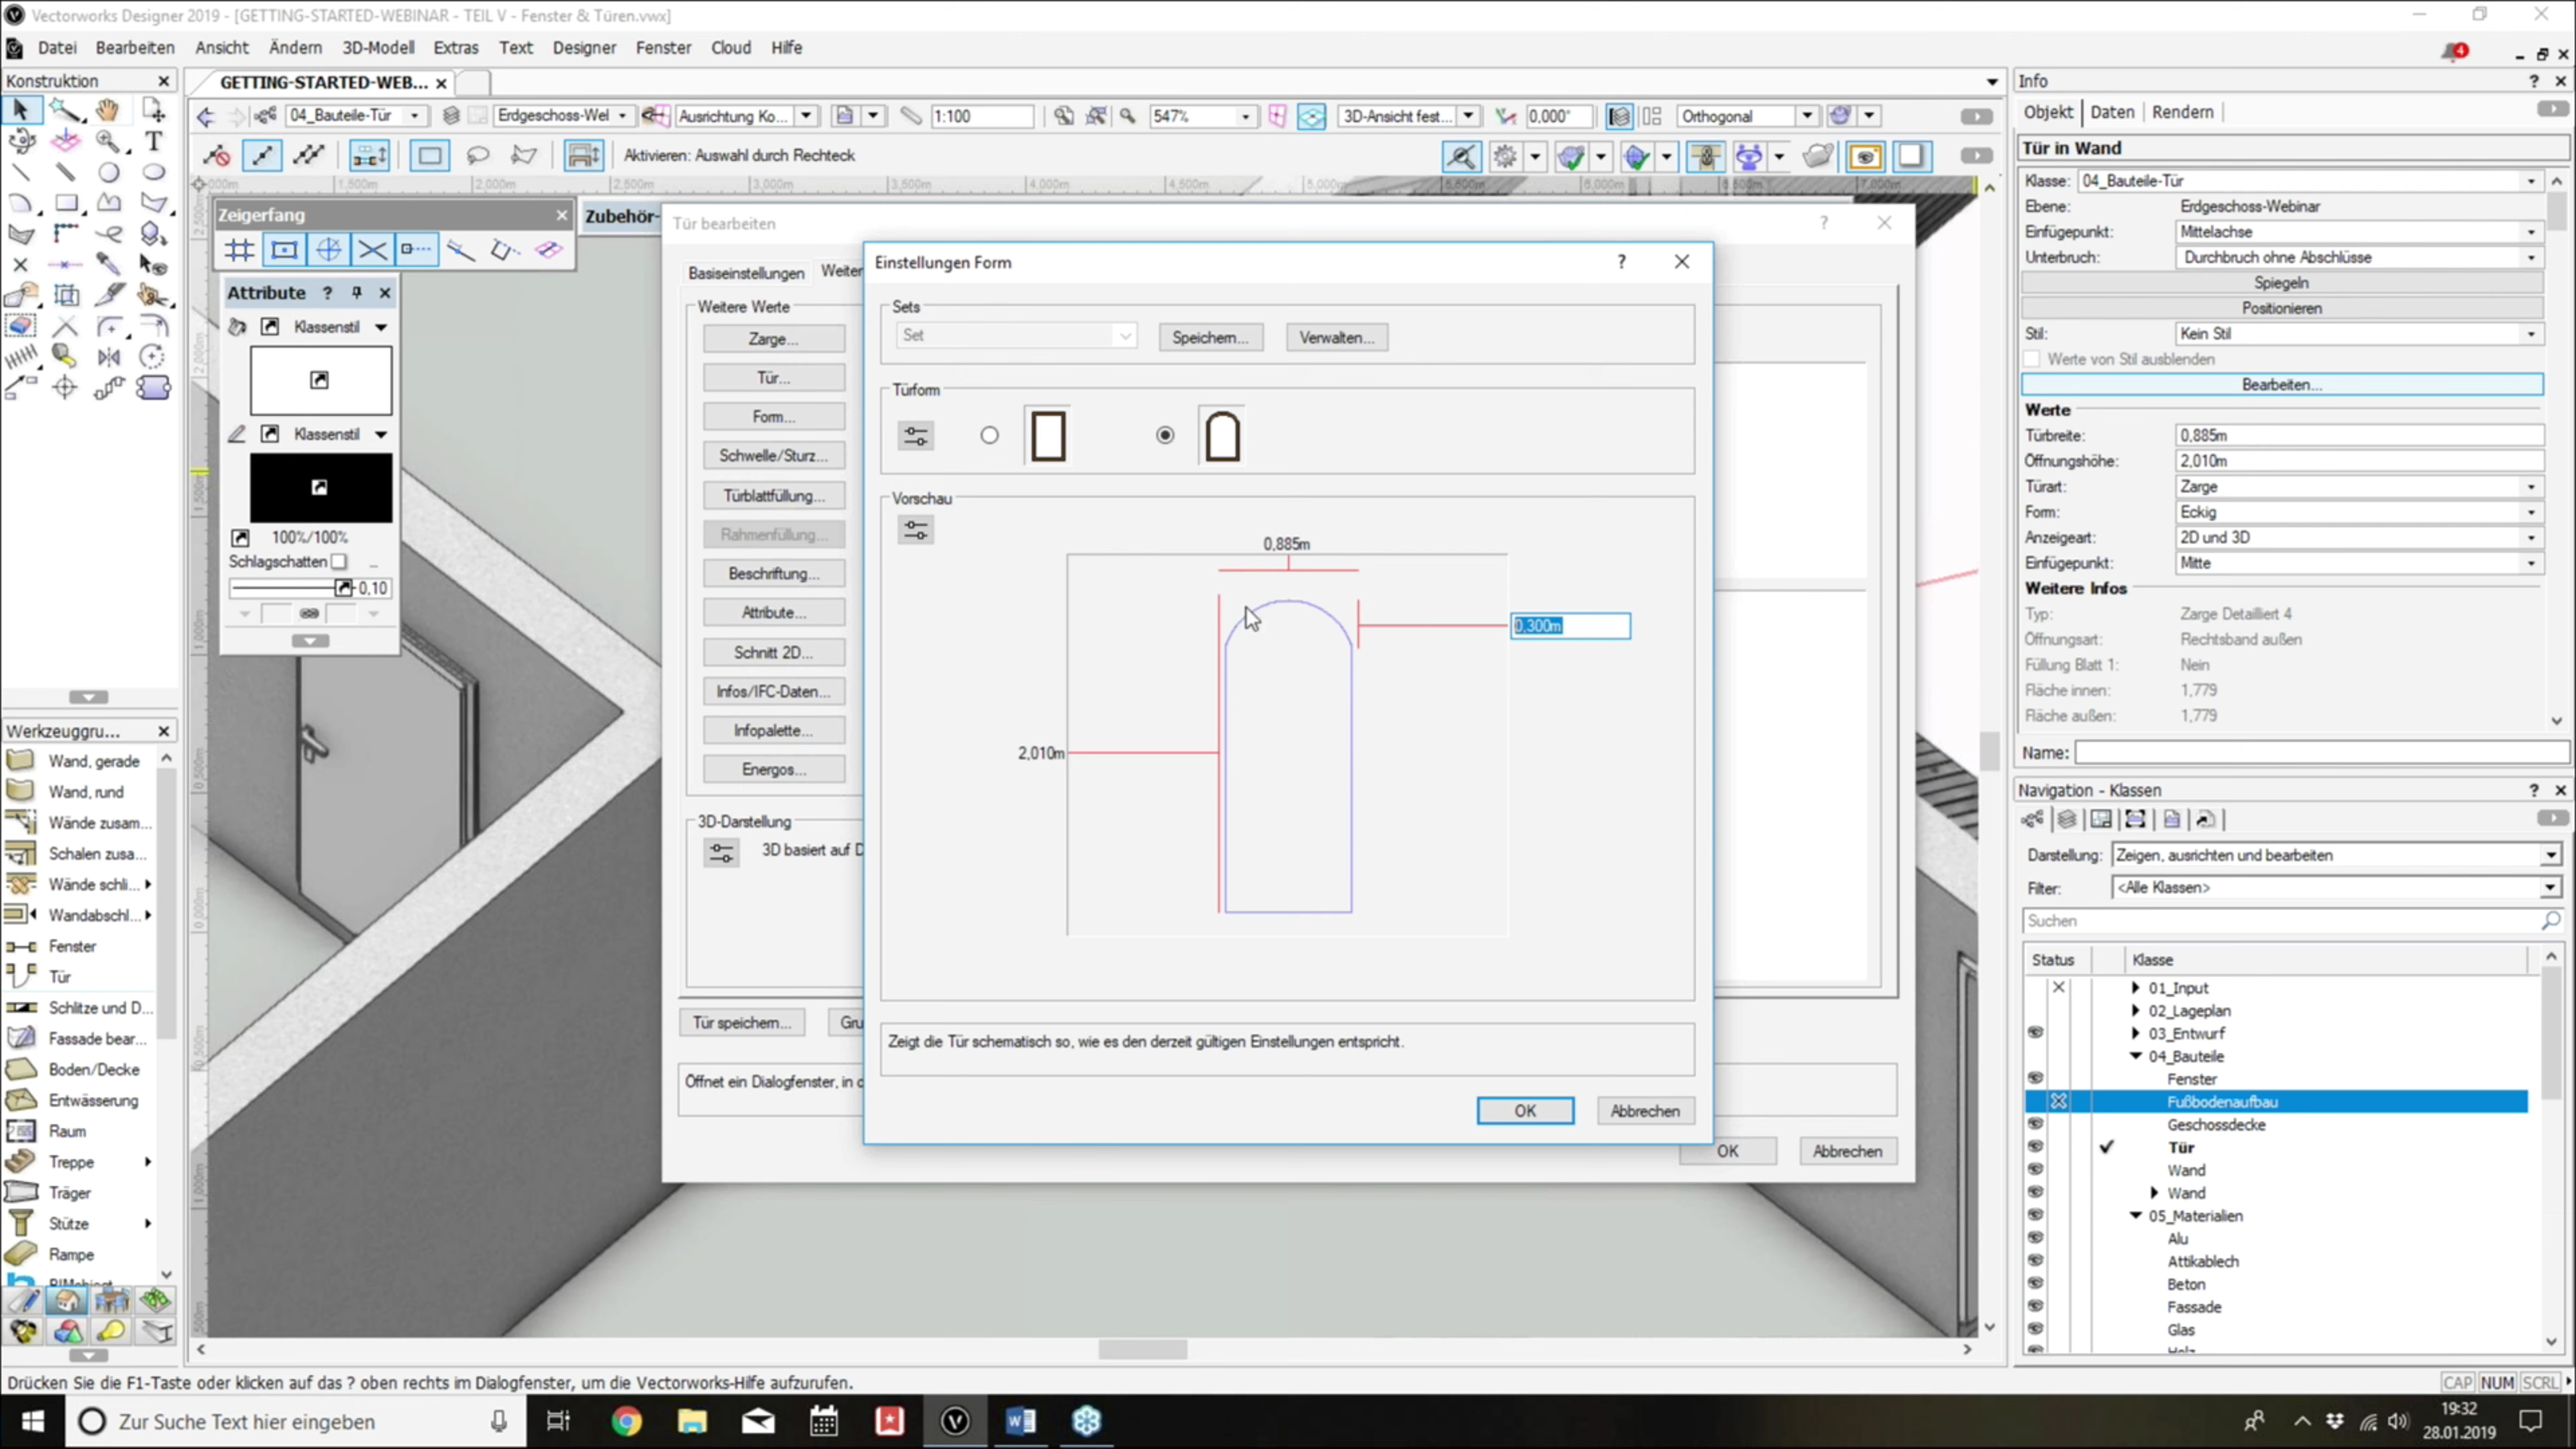 Vectorworks Designer 2019 - [GETTING-STARTED-WEBINAR - TEIL V - Fenster & Türen.vwx]
Datei Bearbeiten Ansicht Ändern 3D-Modell Extras Text Designer Fenster Cloud Hilfe
4
Konstruktion
GETTING-STARTED-WEB...
04_Bauteile-Tür
Erdgeschoss-Wel
Ausrichtung Ko...
1:100
547%
3D-Ansicht fest...
0,000°
Orthogonal
Aktivieren: Auswahl durch Rechteck
Zeigerfang
Attribute ?
Klassenstil
Klassenstil
100%/100%
Schlagschatten
...
0,10
Zubehör-
Tür bearbeiten
?
Basiseinstellungen
Weiter
Weitere Werte
Zarge...
Tür...
Form...
Schwelle/Sturz...
Türblattfüllung...
Rahmenfüllung...
Beschriftung...
Attribute...
Schnitt 2D...
Infos/IFC-Daten...
Infopalette...
Energos...
3D-Darstellung
3D basiert auf D
Tür speichern...
Gru
Öffnet ein Dialogfenster, in d
OK
Abbrechen
Einstellungen Form
?
Sets
Set
Speichern...
Verwalten...
Türform
Vorschau
0,885m
0,300m
2,010m
Zeigt die Tür schematisch so, wie es den derzeit gültigen Einstellungen entspricht.
OK
Abbrechen
Werkzeuggru...
Wand, gerade
Wand, rund
Wände zusam...
Schalen zusa...
Wände schli...
Wandabschl...
Fenster
Tür
Schlitze und D...
Fassade bear...
Boden/Decke
Entwässerung
Raum
Treppe
Träger
Stütze
Rampe
Info
?
Objekt Daten Rendern
Tür in Wand
Klasse: 04_Bauteile-Tür
Ebene: Erdgeschoss-Webinar
Einfügepunkt: Mittelachse
Unterbruch: Durchbruch ohne Abschlüsse
Spiegeln
Positionieren
Stil: Kein Stil
Werte von Stil ausblenden
Bearbeiten...
Werte
Türbreite: 0,885m
Öffnungshöhe: 2,010m
Türart: Zarge
Form: Eckig
Anzeigeart: 2D und 3D
Einfügepunkt: Mitte
Weitere Infos
Typ: Zarge Detailliert 4
Öffnungsart: Rechtsband außen
Füllung Blatt 1: Nein
Fläche innen: 1,779
Fläche außen: 1,779
Name:
Navigation - Klassen
?
Darstellung: Zeigen, ausrichten und bearbeiten
Filter: <Alle Klassen>
Suchen
Status Klasse
01_Input
02_Lageplan
03_Entwurf
04_Bauteile
Fenster
Fußbodenaufbau
Geschossdecke
Tür
Wand
Wand
05_Materialien
Alu
Attikablech
Beton
Fassade
Glas
Drücken Sie die F1-Taste oder klicken auf das ? oben rechts im Dialogfenster, um die Vectorworks-Hilfe aufzurufen.
CAP NUM SCRL
Zur Suche Text hier eingeben
19:32
28.01.2019